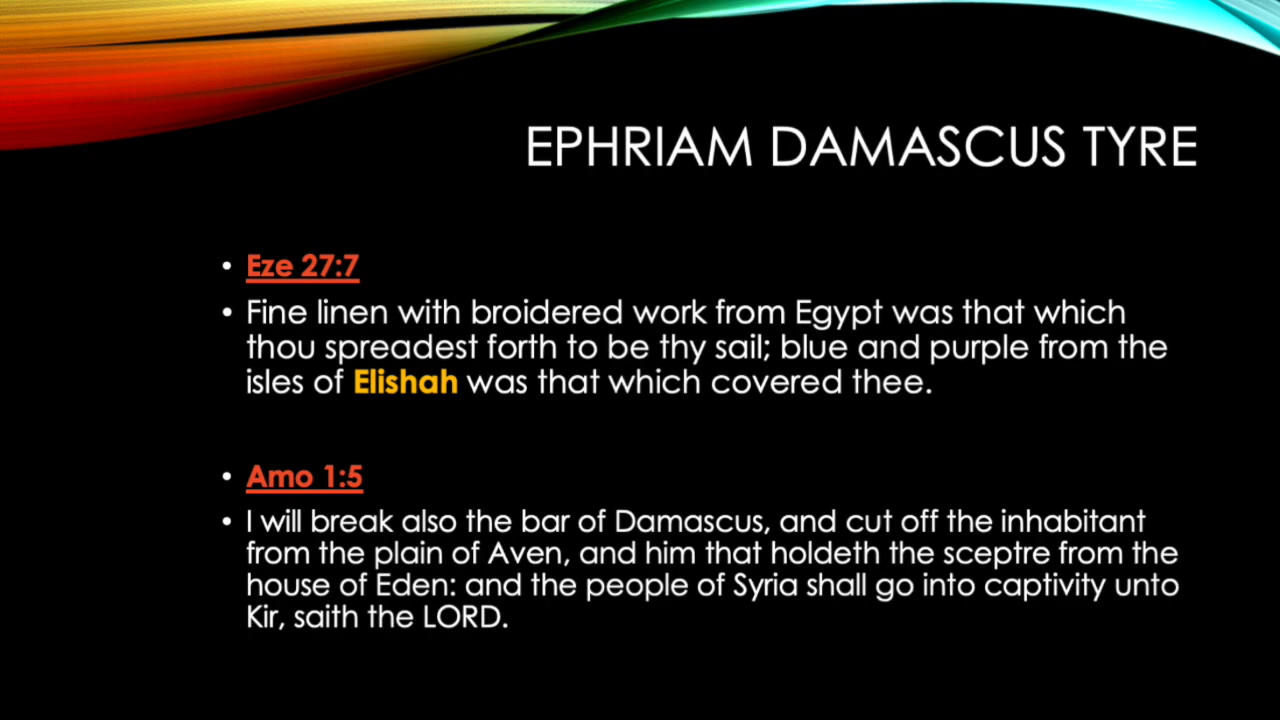 EPHRIAM DAMASCUS TYRE
• Eze 27:7
• Fine linen with broidered work from Egypt was that which
thou spreadest forth to be thy sail; blue and purple from the
isles of Elishah was that which covered thee.
• Amo 1:5
• I will break also the bar of Damascus, and cut off the inhabitant
from the plain of Aven, and him that holdeth the sceptre from the
house of Eden: and the people of Syria shall go into captivity unto
Kir, saith the LORD.